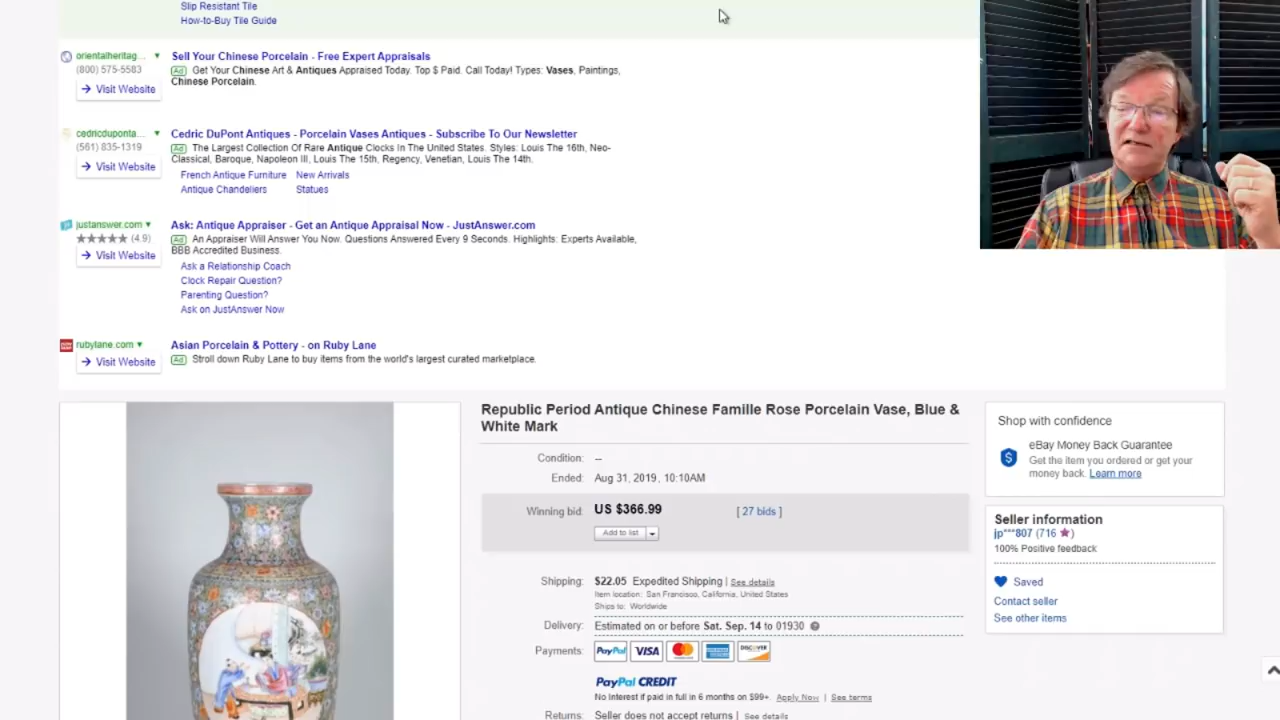 Slip Resistant Tile
How-to-Buy Tile Guide
orientalheritag... ▼
(800) 575-5583
→ Visit Website
Sell Your Chinese Porcelain - Free Expert Appraisals
Ad Get Your Chinese Art & Antiques Appraised Today. Top $ Paid. Call Today! Types: Vases, Paintings,
Chinese Porcelain.
cedricduponta... ▼
(561) 835-1319
→ Visit Website
Cedric DuPont Antiques - Porcelain Vases Antiques - Subscribe To Our Newsletter
Ad The Largest Collection Of Rare Antique Clocks In The United States. Styles: Louis The 16th, Neo-
Classical, Baroque, Napoleon III, Louis The 15th, Regency, Venetian, Louis The 14th.
French Antique Furniture New Arrivals
Antique Chandeliers Statues
justanswer.com ▼
★★★★★ (4.9)
→ Visit Website
Ask: Antique Appraiser - Get an Antique Appraisal Now - JustAnswer.com
Ad An Appraiser Will Answer You Now. Questions Answered Every 9 Seconds. Highlights: Experts Available,
BBB Accredited Business.
Ask a Relationship Coach
Clock Repair Question?
Parenting Question?
Ask on JustAnswer Now
rubylane.com ▼
→ Visit Website
Asian Porcelain & Pottery - on Ruby Lane
Ad Stroll down Ruby Lane to buy items from the world's largest curated marketplace.
Republic Period Antique Chinese Famille Rose Porcelain Vase, Blue &
White Mark
Condition: --
Ended: Aug 31, 2019, 10:10AM
Winning bid: US $366.99 [ 27 bids ]
Add to list
Shipping: $22.05 Expedited Shipping | See details
Item location: San Francisco, California, United States
Ships to: Worldwide
Delivery: Estimated on or before Sat. Sep. 14 to 01930
Payments: PayPal VISA MasterCard DISCOVER
PayPal CREDIT
No Interest if paid in full in 6 months on $99+. Apply Now | See terms
Returns: Seller does not accept returns | See details
Shop with confidence
eBay Money Back Guarantee
Get the item you ordered or get your
money back. Learn more
Seller information
jp***807 (716 ★)
100% Positive feedback
Saved
Contact seller
See other items